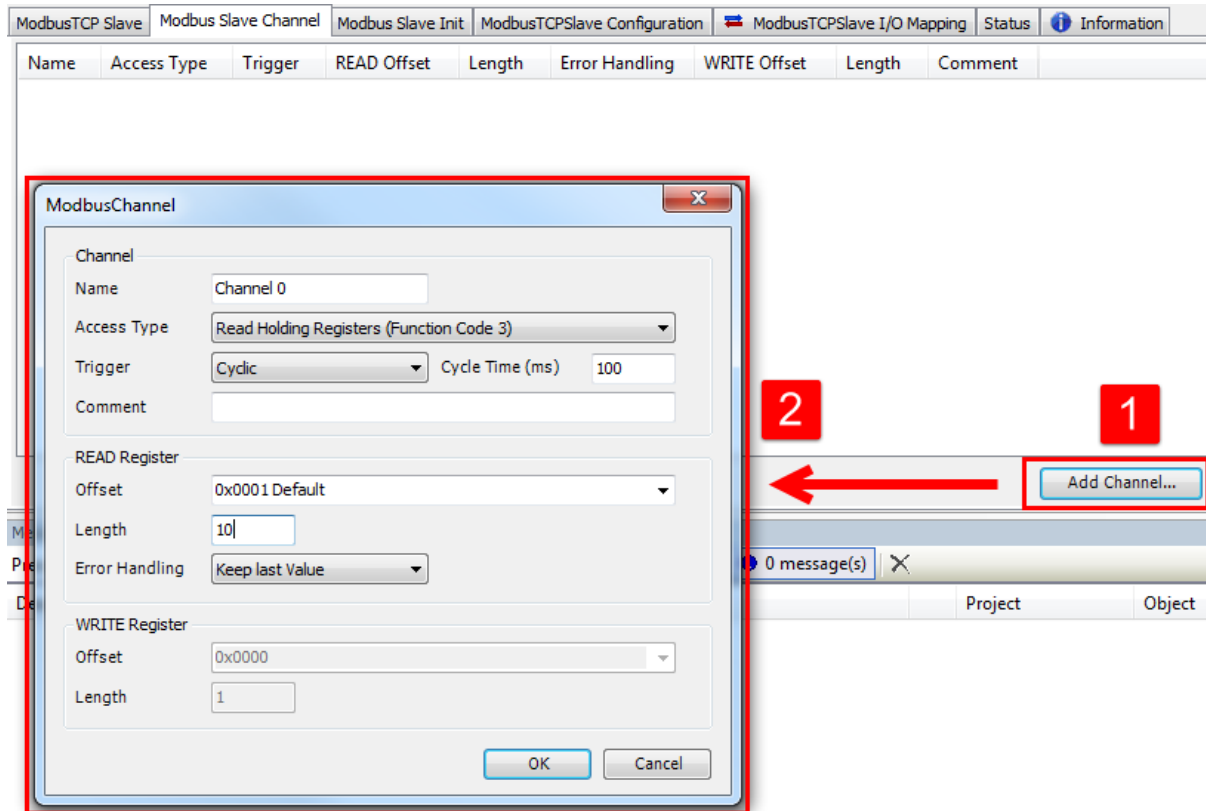 ModbusTCP Slave Modbus Slave Channel Modbus Slave Init ModbusTCPSlave Configuration ModbusTCPSlave I/O Mapping Status Information
Name Access Type Trigger READ Offset Length Error Handling WRITE Offset Length Comment
ModbusChannel
Channel
Name Channel 0
Access Type Read Holding Registers (Function Code 3)
Trigger Cyclic Cycle Time (ms) 100
Comment
2
1
READ Register
Offset 0x0001 Default
Add Channel...
Length 10
Error Handling Keep last Value
0 message(s)
Project Object
WRITE Register
Offset 0x0000
Length 1
OK Cancel